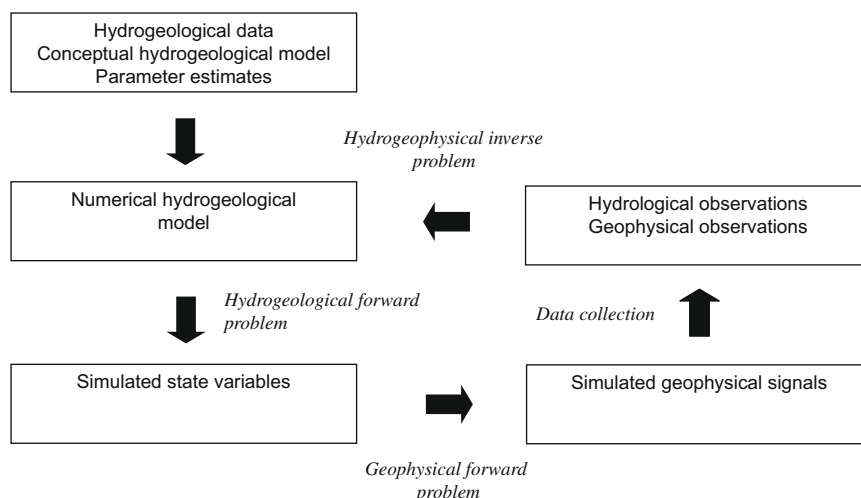 Hydrogeological data
Conceptual hydrogeological model
Parameter estimates
Hydrogeophysical inverse
problem
Numerical hydrogeological
model
Hydrological observations
Geophysical observations
Hydrogeological forward
problem
Data collection
Simulated state variables
Simulated geophysical signals
Geophysical forward
problem